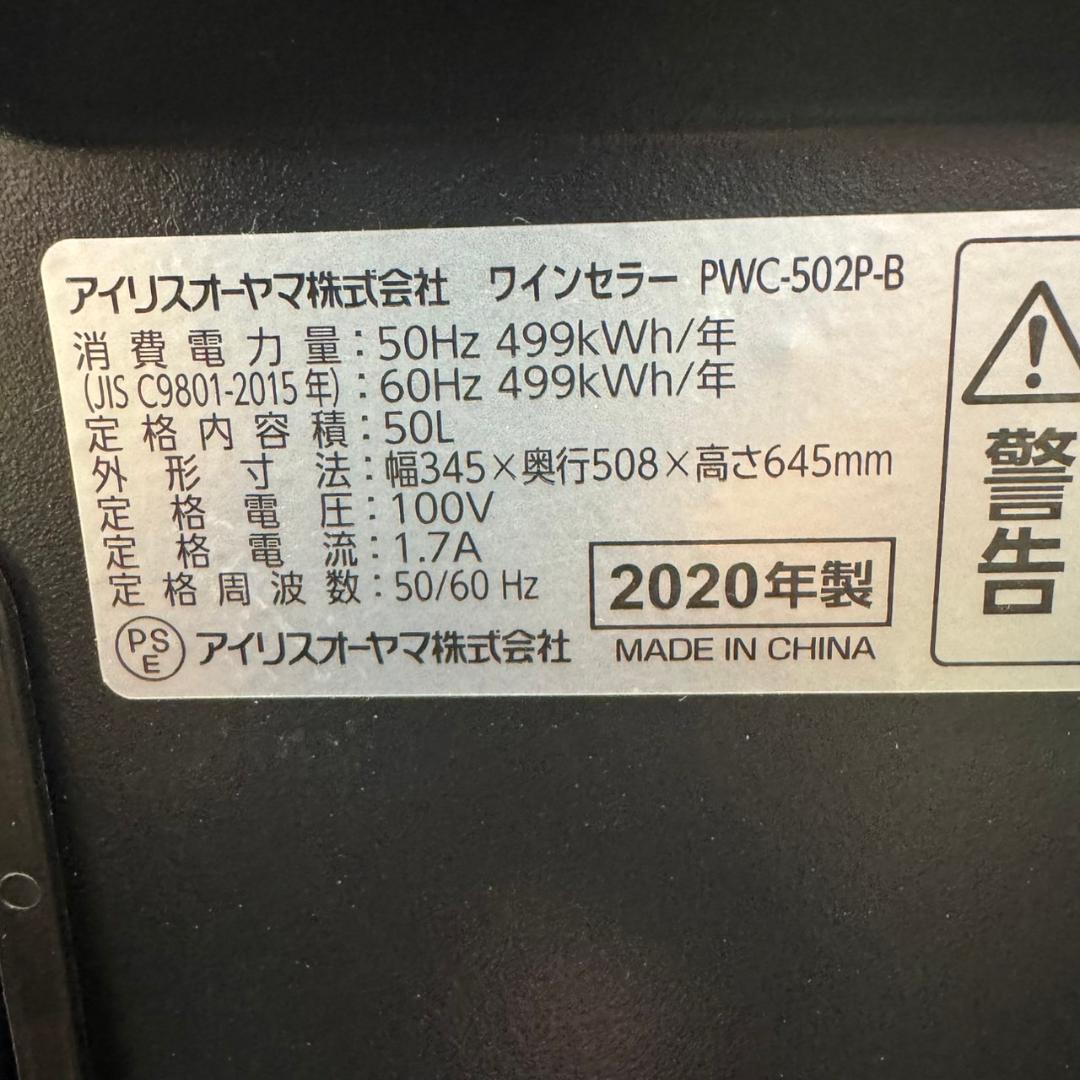 アイリスオーヤマ株式会社 ワインセラー PWC-502P-B
消費電力量:50Hz 499kWh/年
(JIS C9801-2015年):60Hz 499kWh/年
定格内容積:50L
外形寸法:幅345×奥行508×高さ645mm
定格電圧:100V
定格電流:1.7A
定格周波数:50/60 Hz
2020年製
PS
E
アイリスオーヤマ株式会社
MADE IN CHINA
警告